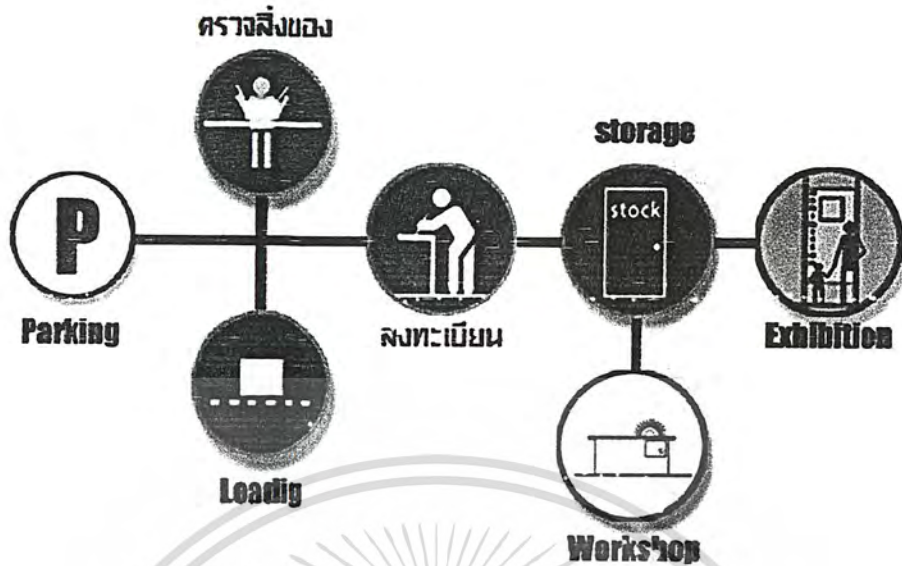 ตรวจสิ่งของ
storage
P
stock
Parking
ลงทะเบียน
Exhibition
Leadig
Workshop